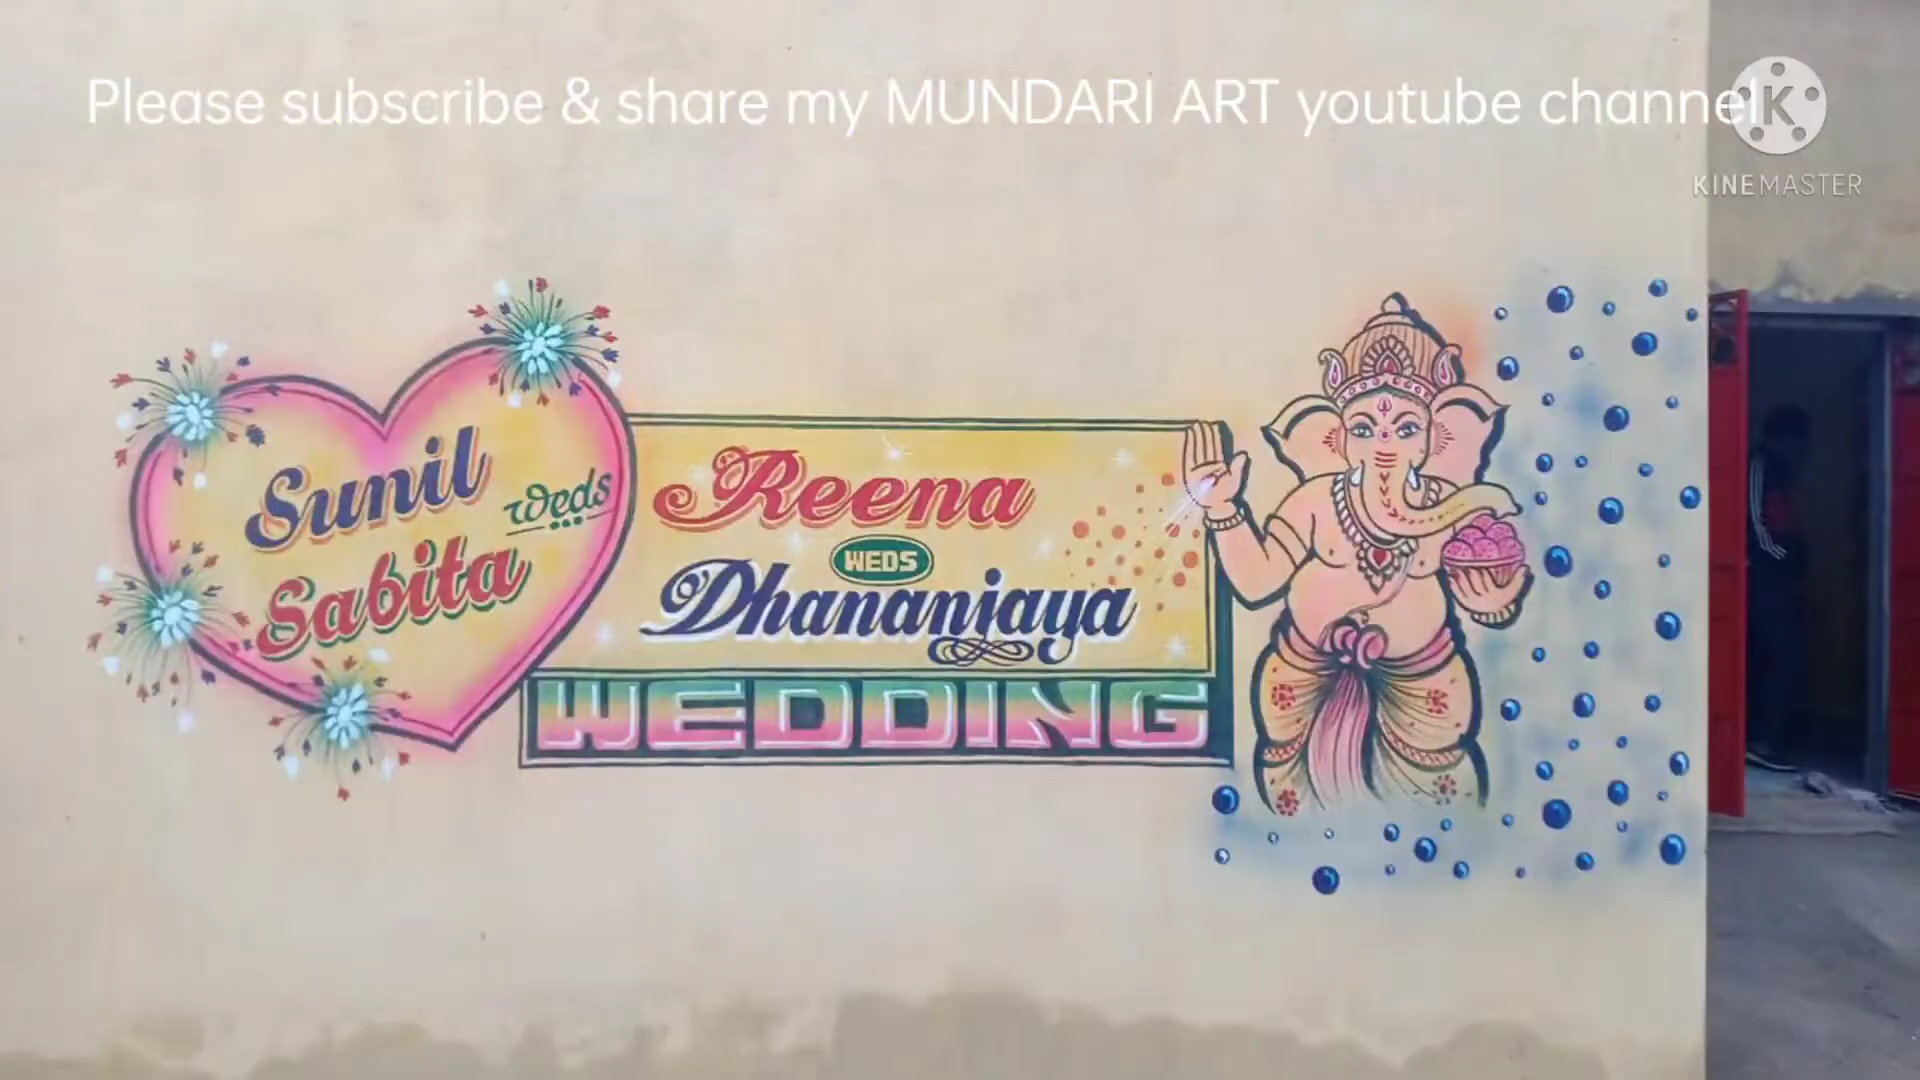 Please subscribe & share my MUNDARI ART youtube channel
K
KINEMASTER
Sunil
weds
Sabita
Reena
WEDS
Dhananjaya
WEDDING